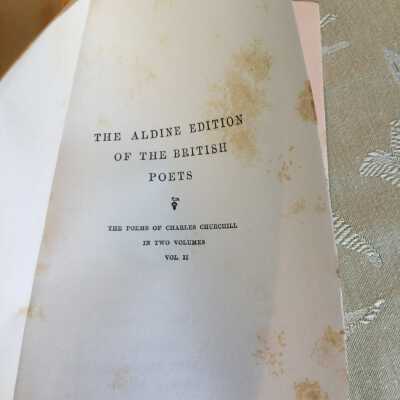 THE ALDINE EDITION
OF THE BRITISH
POETS
THE POEMS OF CHARLES CHURCHILL
IN TWO VOLUMES
VOL II